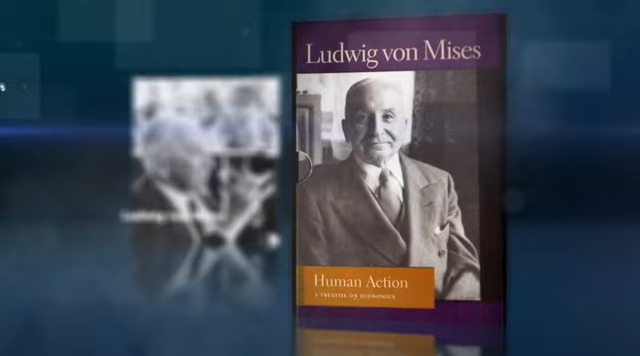 Ludwig von Mises
Human Action
A TREATISE ON ECONOMICS